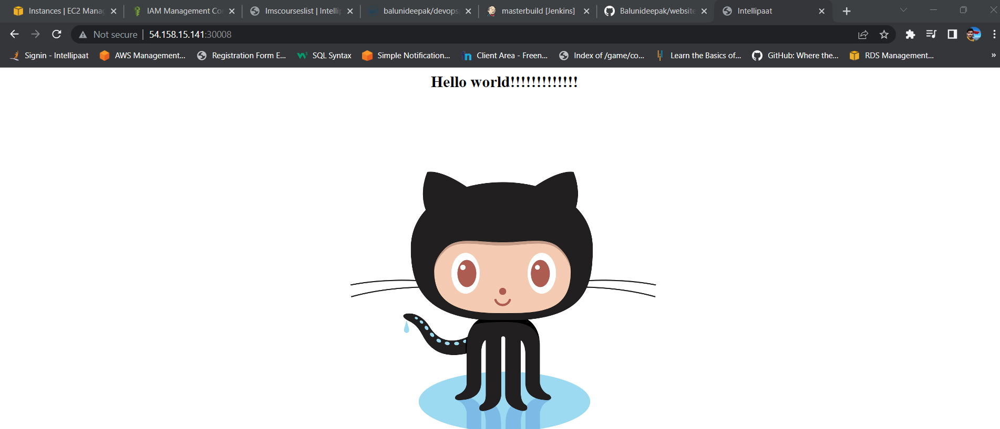 Instances | EC2 Manag
IAM Management Co
lmscourseslist | Intellip
balunideepak/devops
masterbuild [Jenkins]
Balunideepak/website
Intellipaat
Not secure | 54.158.15.141:30008
Signin - Intellipaat
AWS Management...
Registration Form E...
SQL Syntax
Simple Notification...
Client Area - Freen...
Index of /game/co...
Learn the Basics of...
GitHub: Where the...
RDS Management...
»
Hello world!!!!!!!!!!!!!